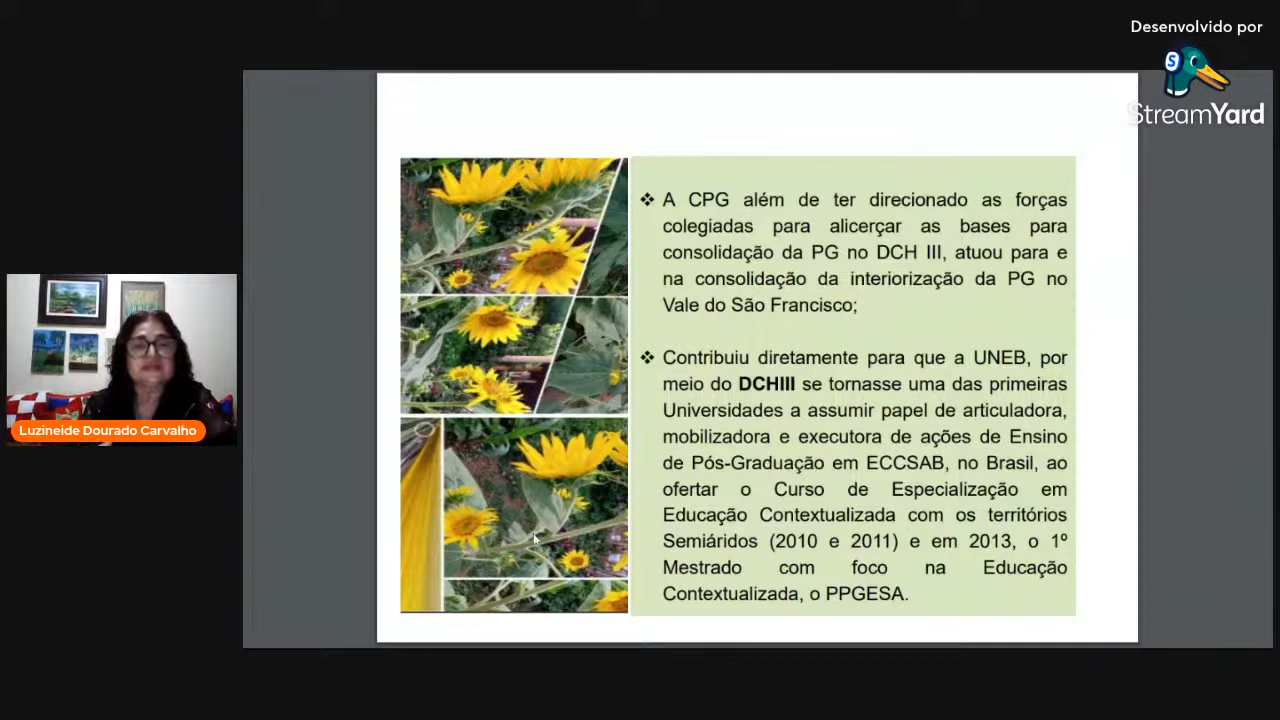 Desenvolvido por
S
StreamYard
❖ A CPG além de ter direcionado as forças
colegiadas para alicerçar as bases para
consolidação da PG no DCH III, atuou para e
na consolidação da interiorização da PG no
Vale do São Francisco;
❖ Contribuiu diretamente para que a UNEB, por
meio do DCHIII se tornasse uma das primeiras
Universidades a assumir papel de articuladora,
mobilizadora e executora de ações de Ensino
de Pós-Graduação em ECCSAB, no Brasil, ao
ofertar o Curso de Especialização em
Educação Contextualizada com os territórios
Semiáridos (2010 e 2011) e em 2013, o 1º
Mestrado com foco na Educação
Contextualizada, o PPGESA.
Luzineide Dourado Carvalho